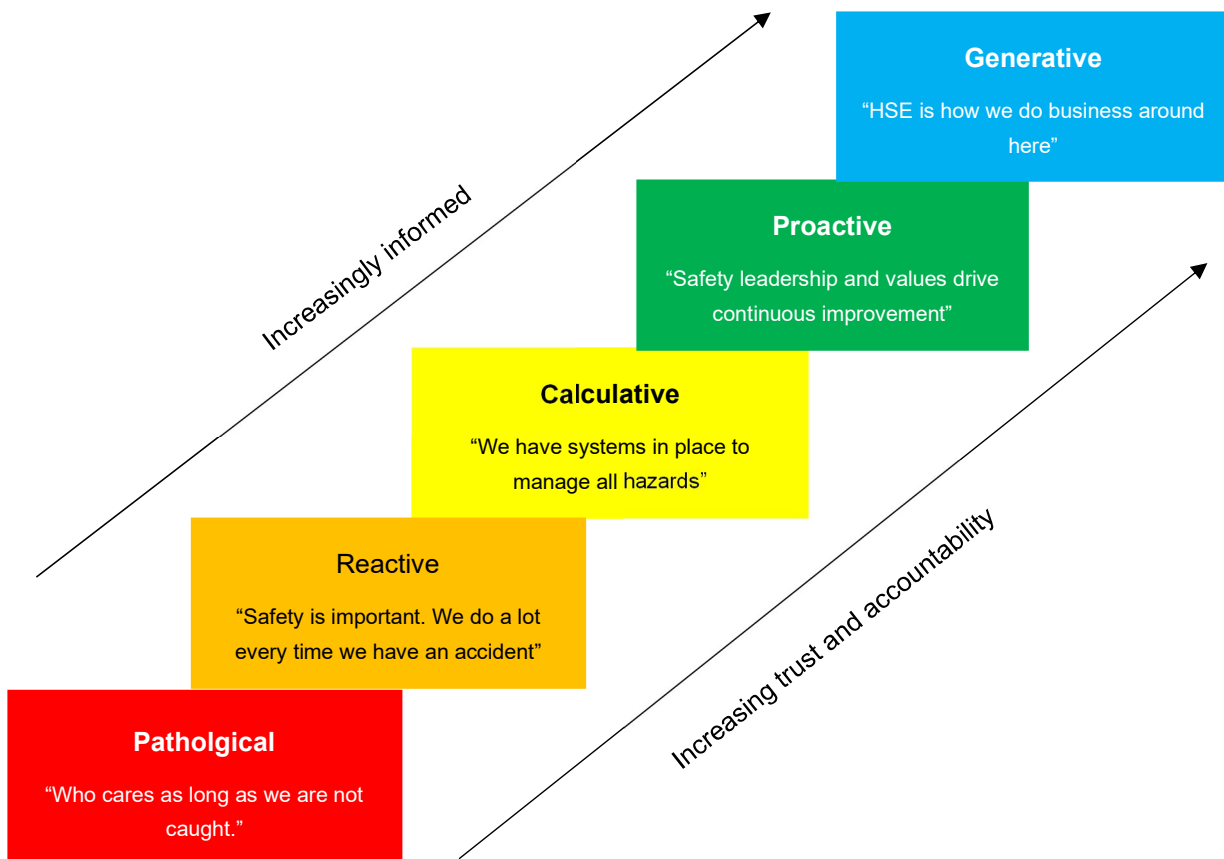 Generative
“HSE is how we do business around
here”
Proactive
“Safety leadership and values drive
continuous improvement”
Increasingly informed
Calculative
“We have systems in place to
manage all hazards”
Reactive
“Safety is important. We do a lot
every time we have an accident”
Increasing trust and accountability
Patholgical
“Who cares as long as we are not
caught.”